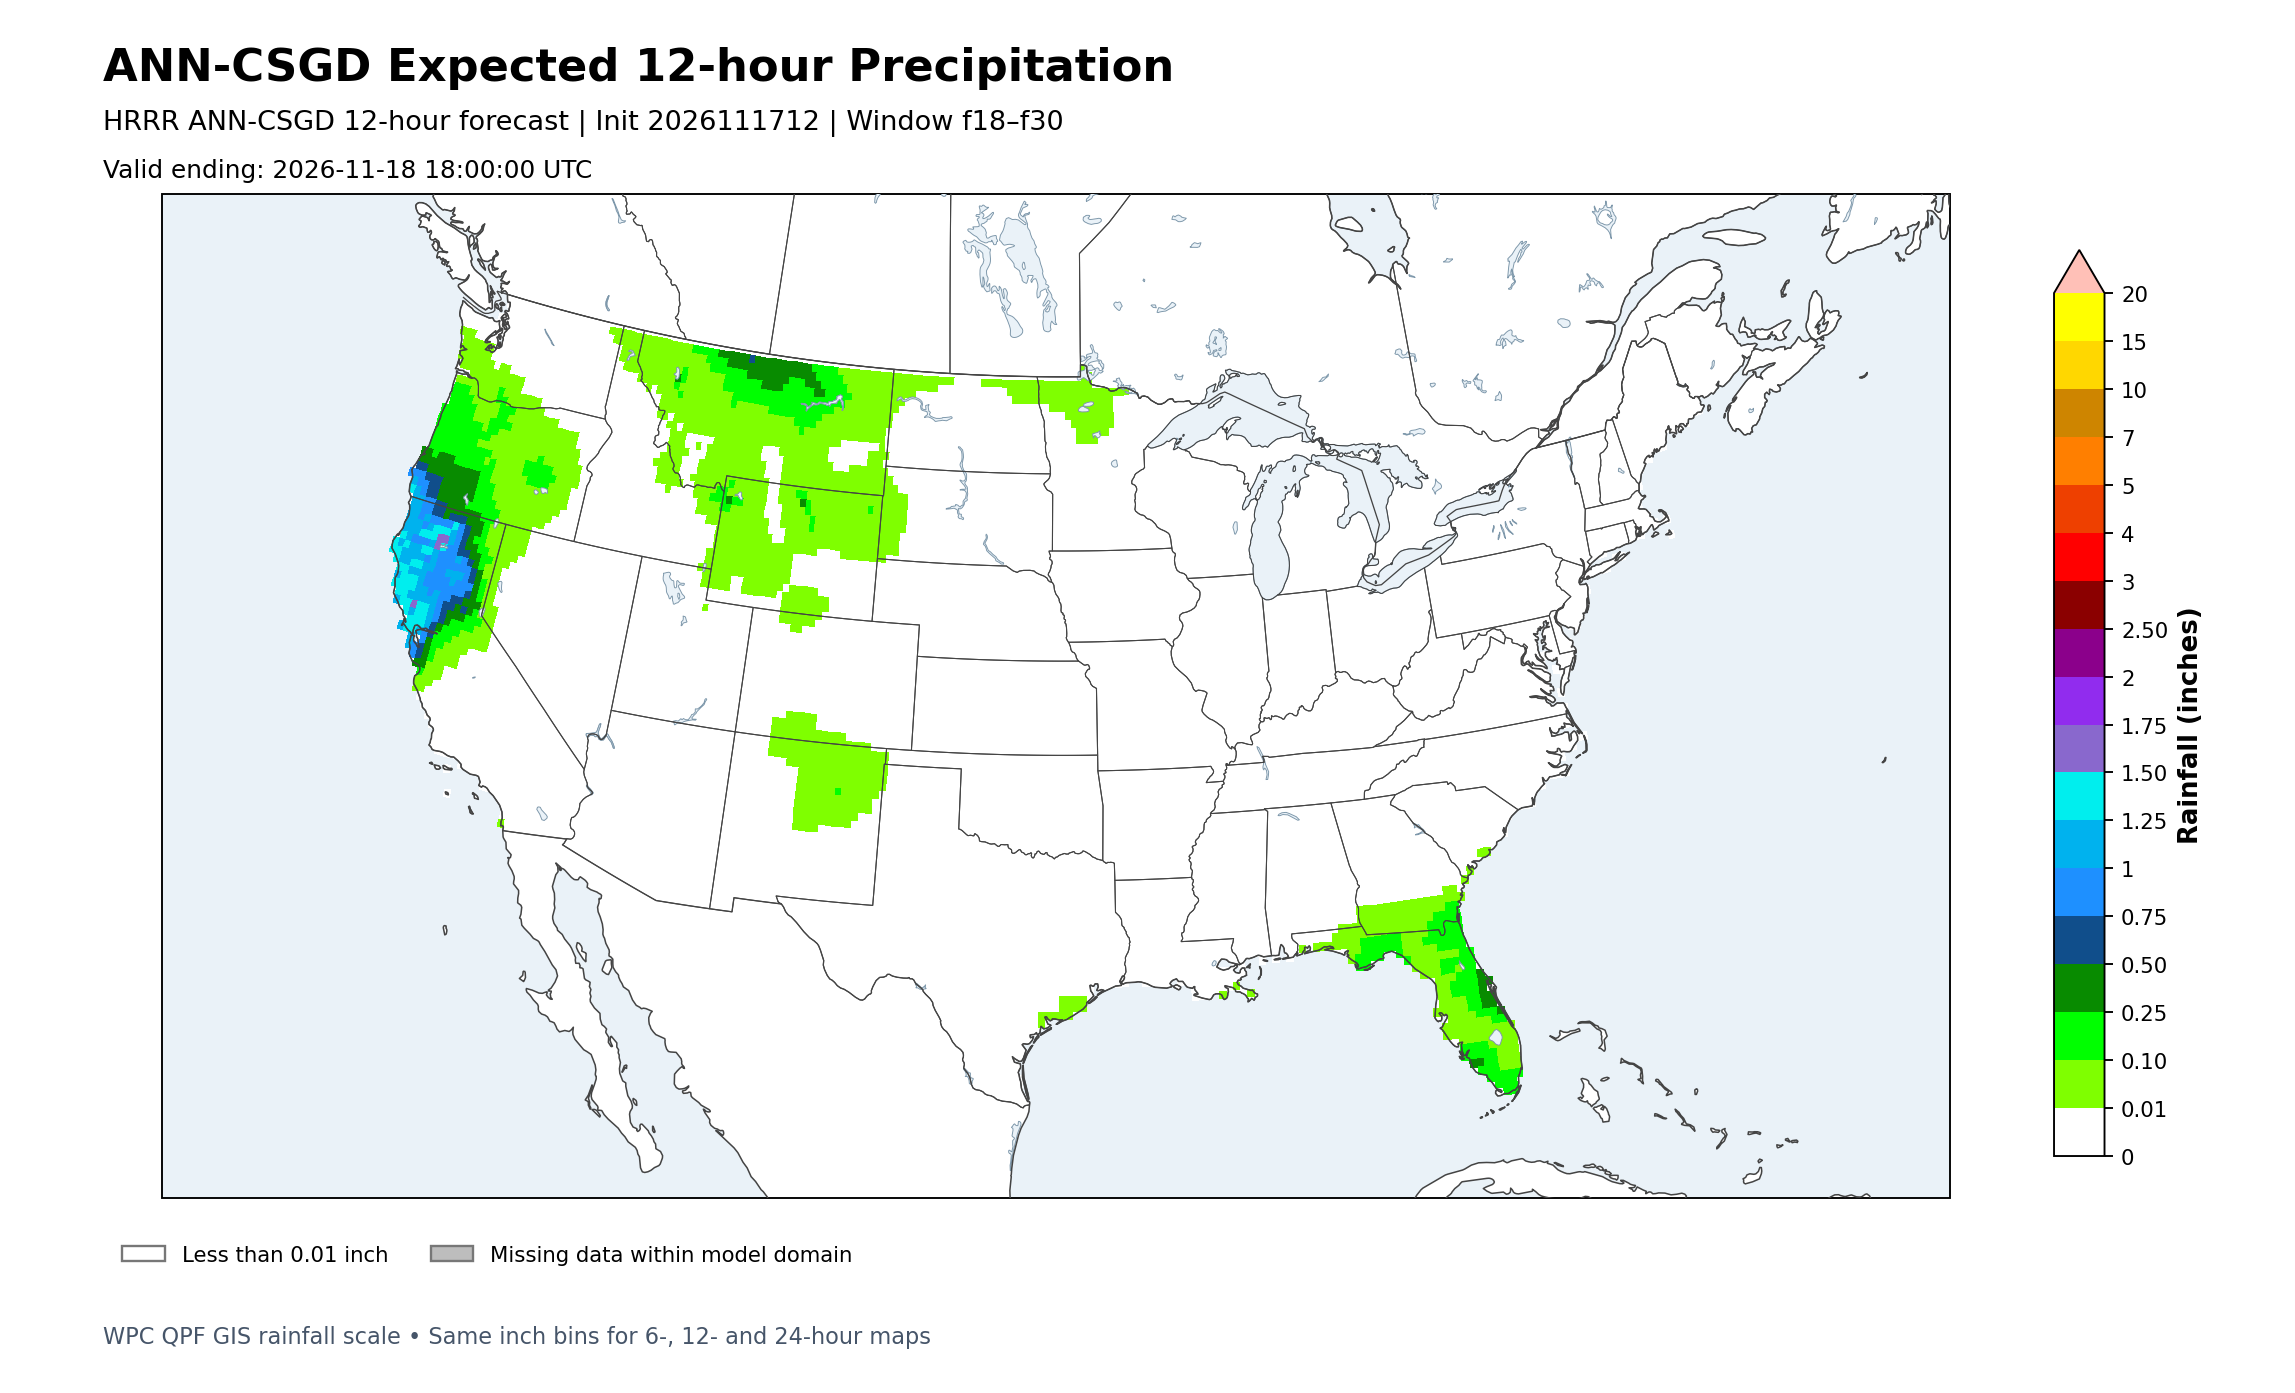 ANN-CSGD Expected 12-hour Precipitation
HRRR ANN-CSGD 12-hour forecast | Init 2026111712 | Window f18–f30
Valid ending: 2026-11-18 18:00:00 UTC
20
15
10
7
5
4
3
2.50
2
1.75
1.50
1.25
1
0.75
0.50
0.25
0.10
0.01
0
Rainfall (inches)
Less than 0.01 inch
Missing data within model domain
WPC QPF GIS rainfall scale • Same inch bins for 6-, 12- and 24-hour maps